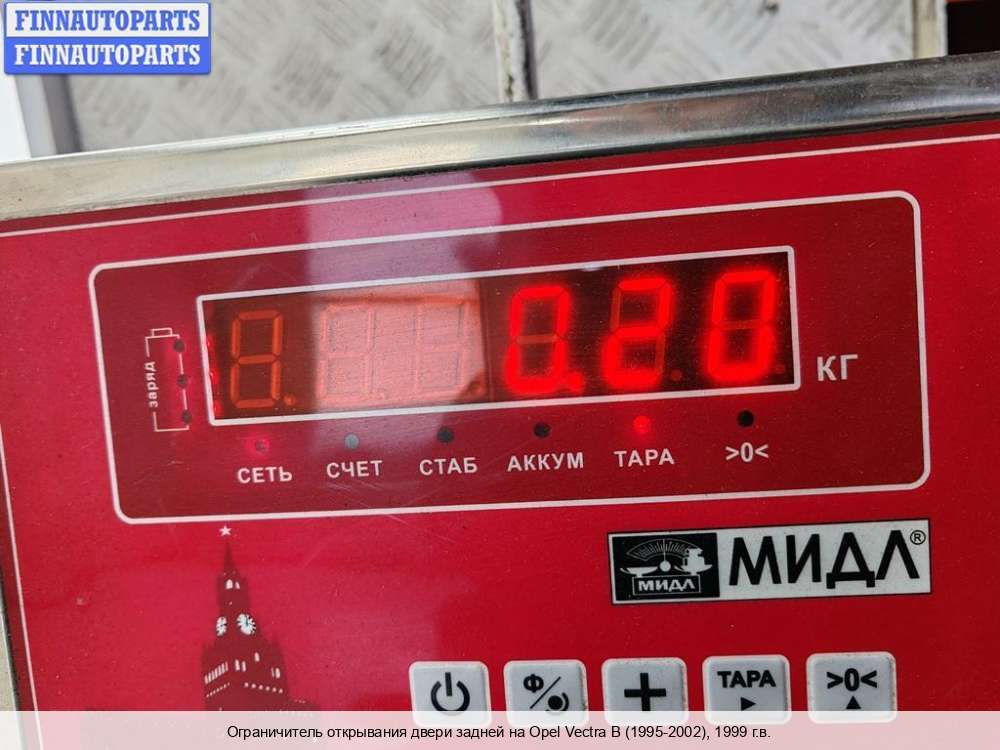 FINNAUTOPARTS
FINNAUTOPARTS
заряд
0.20
КГ
СЕТЬ СЧЕТ СТАБ АККУМ ТАРА >0<
МИДЛ МИДЛ®
Ф ТАРА >0<
Ограничитель открывания двери задней на Opel Vectra B (1995-2002), 1999 г.в.